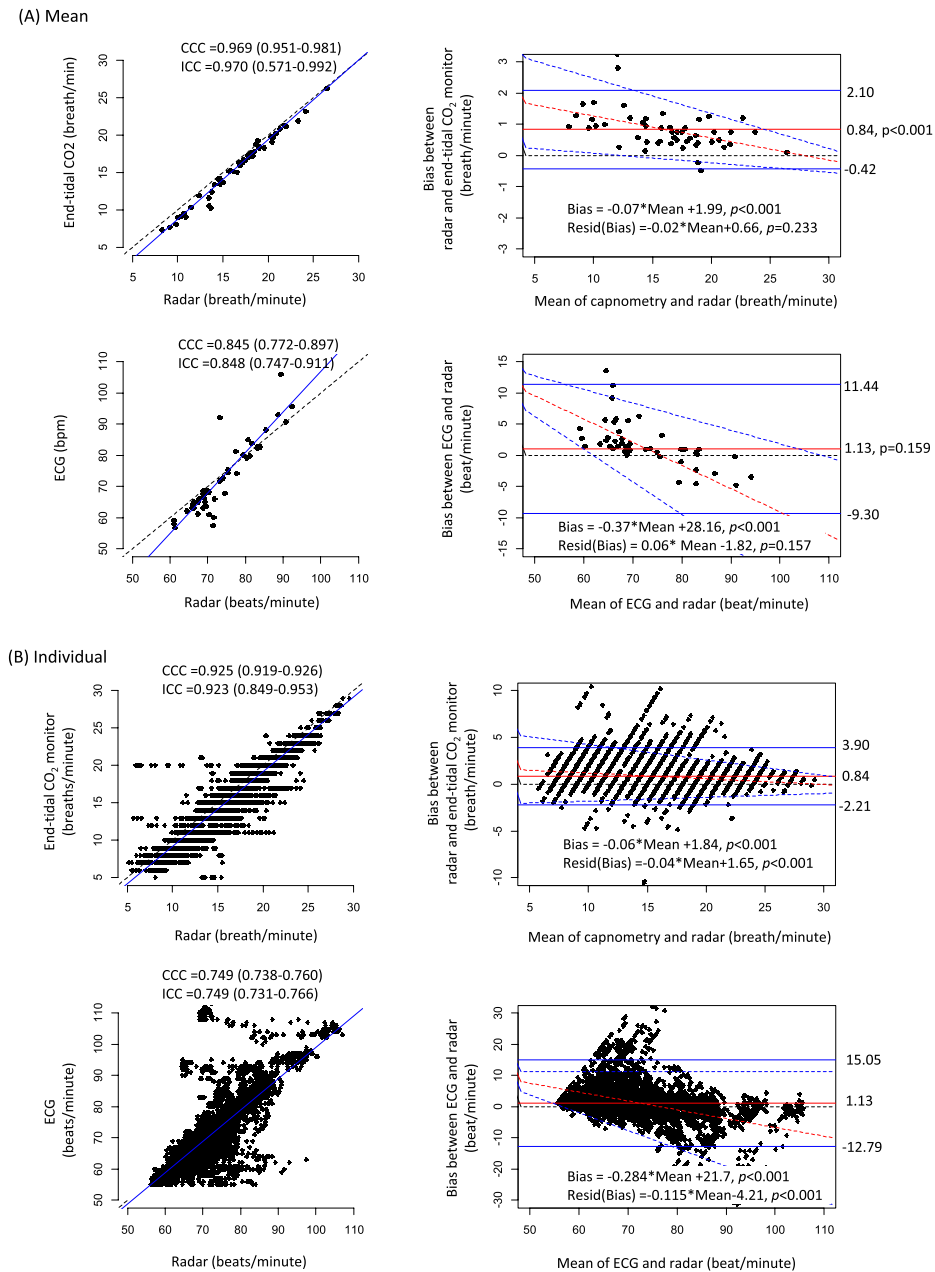 (A) Mean
CCC =0.969 (0.951-0.981)
ICC =0.970 (0.571-0.992)
End-tidal CO2 (breath/min)
30
25
20
15
10
5
5 10 15 20 25 30
Radar (breath/minute)
Bias between
radar and end-tidal CO2 monitor
(breath/minute)
3
2
1
0
1
2
-3
2.10
0.84, p<0.001
-0.42
Bias = -0.07*Mean +1.99, p<0.001
Resid(Bias) =-0.02*Mean+0.66, p=0.233
5 10 15 20 25 30
Mean of capnometry and radar (breath/minute)
CCC =0.845 (0.772-0.897)
ICC =0.848 (0.747-0.911)
ECG (bpm)
110
100
90
80
70
60
50
50 60 70 80 90 100 110
Radar (beats/minute)
Bias between ECG and radar
(beat/minute)
15
10
5
0
-5
-10
-15
11.44
1.13, p=0.159
-9.30
Bias = -0.37*Mean +28.16, p<0.001
Resid(Bias) = 0.06* Mean -1.82, p=0.157
50 60 70 80 90 100 110
Mean of ECG and radar (beat/minute)
(B) Individual
CCC =0.925 (0.919-0.926)
ICC =0.923 (0.849-0.953)
End-tidal CO2 monitor
(breaths/minute)
30
25
20
15
10
5
5 10 15 20 25 30
Radar (breath/minute)
Bias between
radar and end-tidal CO2 monitor
(breath/minute)
10
5
0
-5
-10
3.90
0.84
-2.21
Bias = -0.06*Mean +1.84, p<0.001
Resid(Bias) =-0.04*Mean+1.65, p<0.001
5 10 15 20 25 30
Mean of capnometry and radar (breath/minute)
CCC =0.749 (0.738-0.760)
ICC =0.749 (0.731-0.766)
ECG
(beats/minute)
110
100
90
80
70
60
50
50 60 70 80 90 100 110
Radar (beats/minute)
Bias between ECG and radar
(beat/minute)
30
20
10
0
-10
-20
-30
15.05
1.13
-12.79
Bias = -0.284*Mean +21.7, p<0.001
Resid(Bias) =-0.115*Mean-4.21, p<0.001
50 60 70 80 90 100 110
Mean of ECG and radar (beat/minute)